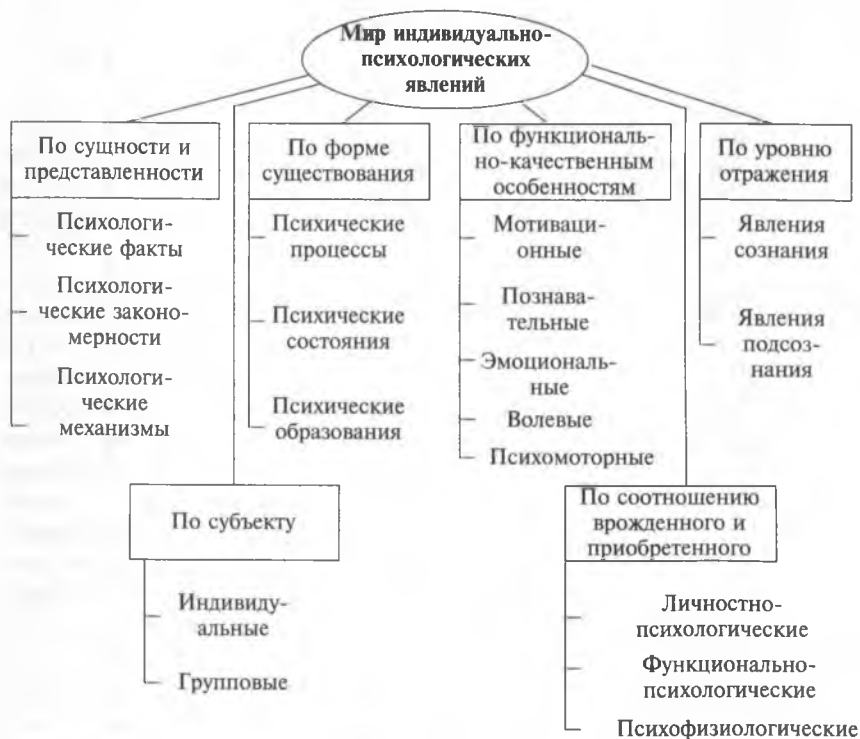 Мир индивидуально-
психологических
явлений
По сущности и
представленности
Психологи-
ческие факты
Психологи-
ческие законо-
мерности
Психологи-
ческие
механизмы
По форме
существования
Психические
процессы
Психические
состояния
Психические
образования
По функциональ-
но-качественным
особенностям
Мотиваци-
онные
Познава-
тельные
Эмоциональ-
ные
Волевые
Психомоторные
По уровню
отражения
Явления
сознания
Явления
подсоз-
нания
По субъекту
Индивиду-
альные
Групповые
По соотношению
врожденного и
приобретенного
Личностно-
психологические
Функционально-
психологические
Психофизиологические